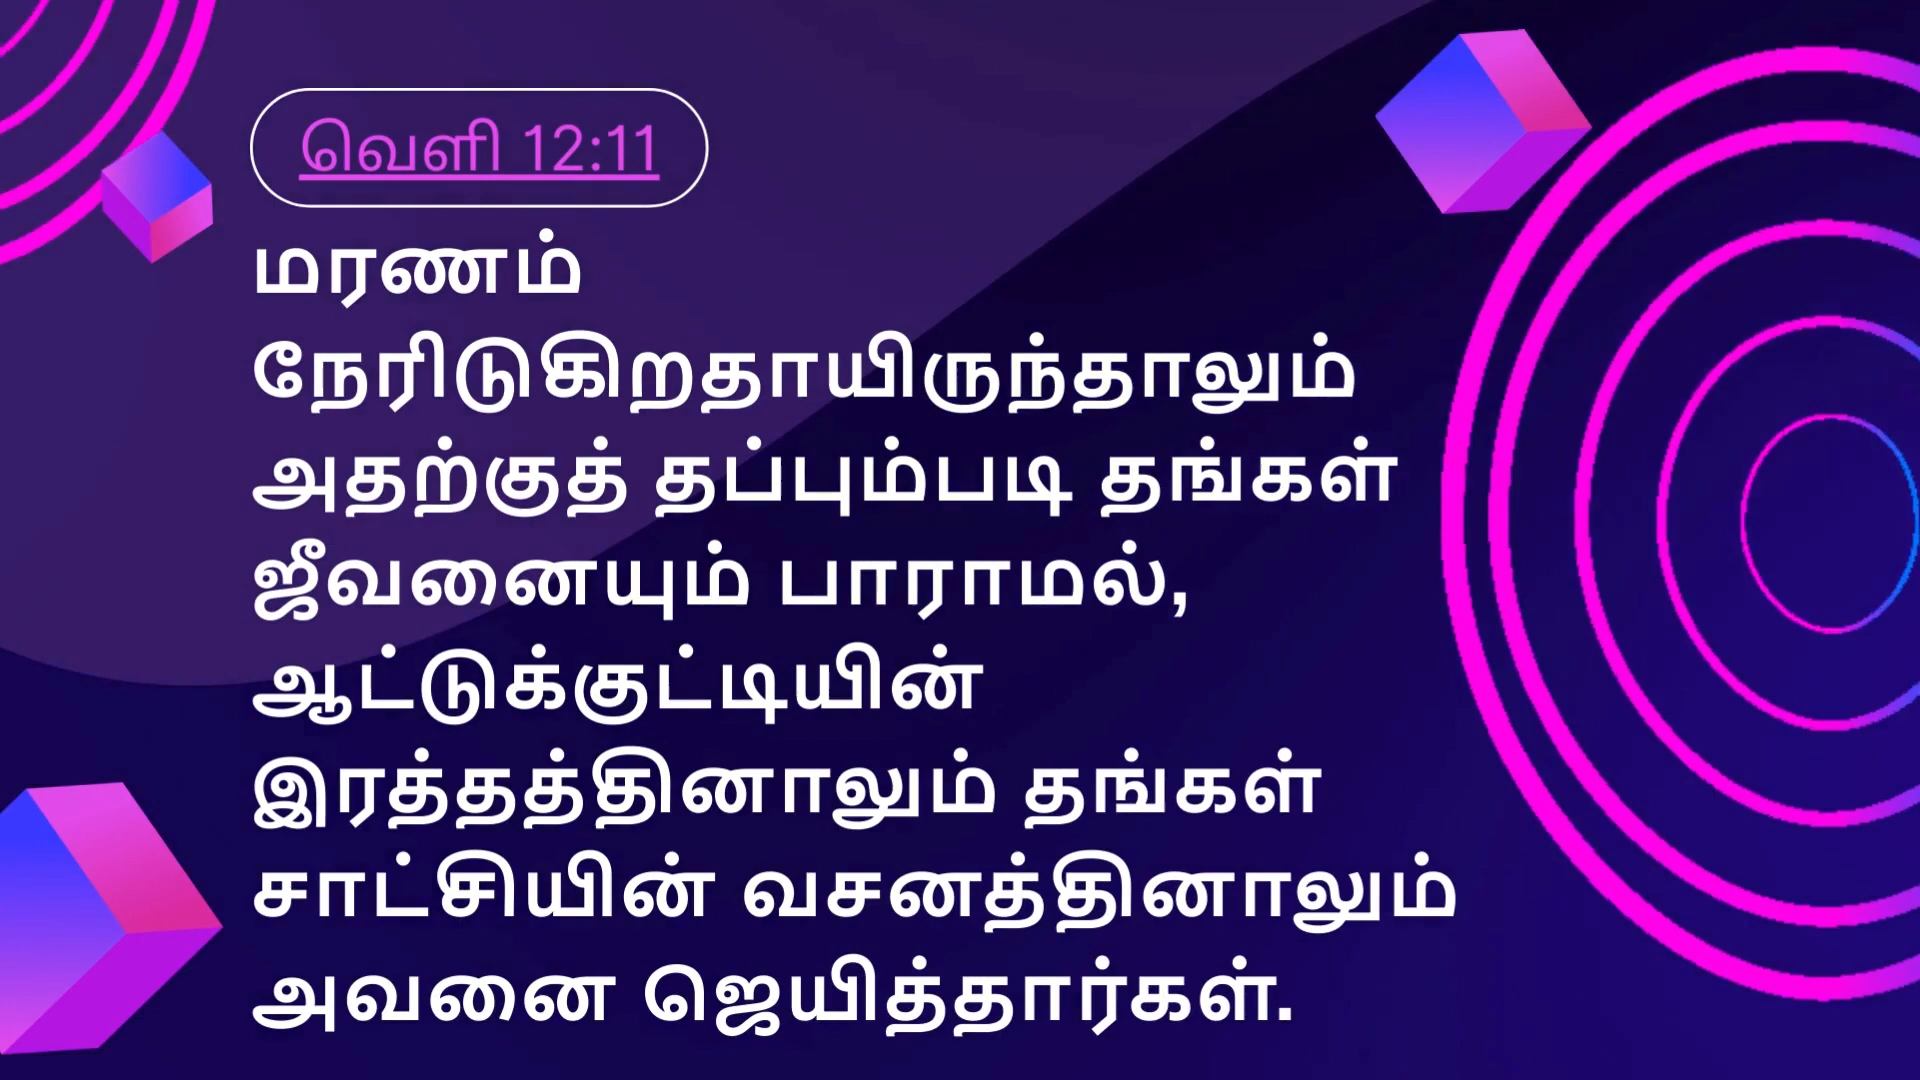 வெளி 12:11
மரணம்
நேரிடுகிறதாயிருந்தாலும்
அதற்குத் தப்பும்படி தங்கள்
ஜீவனையும் பாராமல்,
ஆட்டுக்குட்டியின்
இரத்தத்தினாலும் தங்கள்
சாட்சியின் வசனத்தினாலும்
அவனை ஜெயித்தார்கள்.